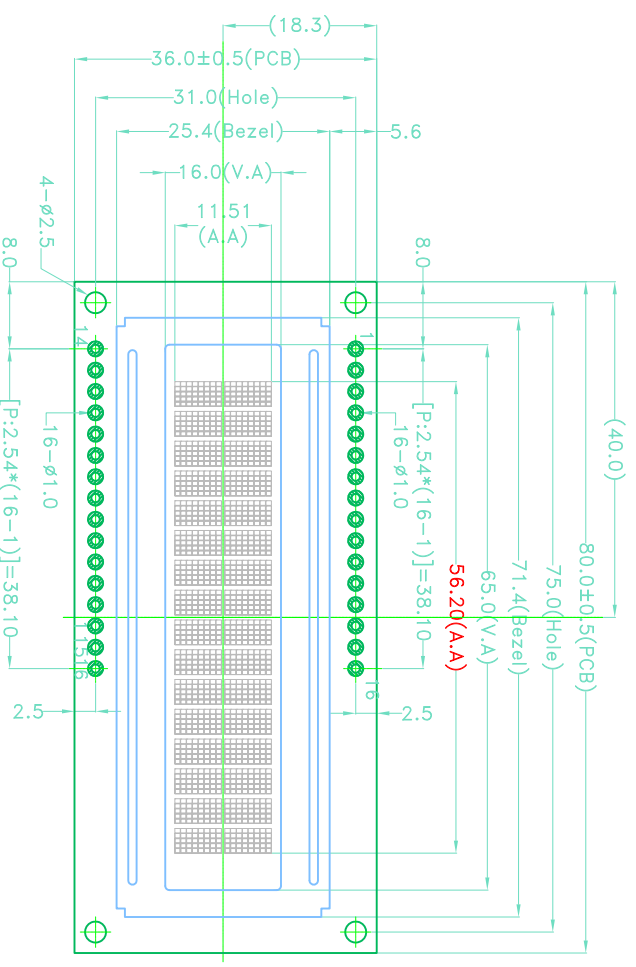 (18.3)
36.0±0.5(PCB)
31.0(Hole)
25.4(Bezel)
5.6
16.0(V.A)
11.51
(A.A)
4-ø2.5
8.0
8.0
14
1
[P:2.54*(16-1)]=38.10
16-ø1.0
16-ø1.0
[P:2.54*(16-1)]=38.10
56.20(A.A)
65.0(V.A)
71.4(Bezel)
75.0(Hole)
80.0±0.5(PCB)
(40.0)
1
15
16
16
2.5
2.5